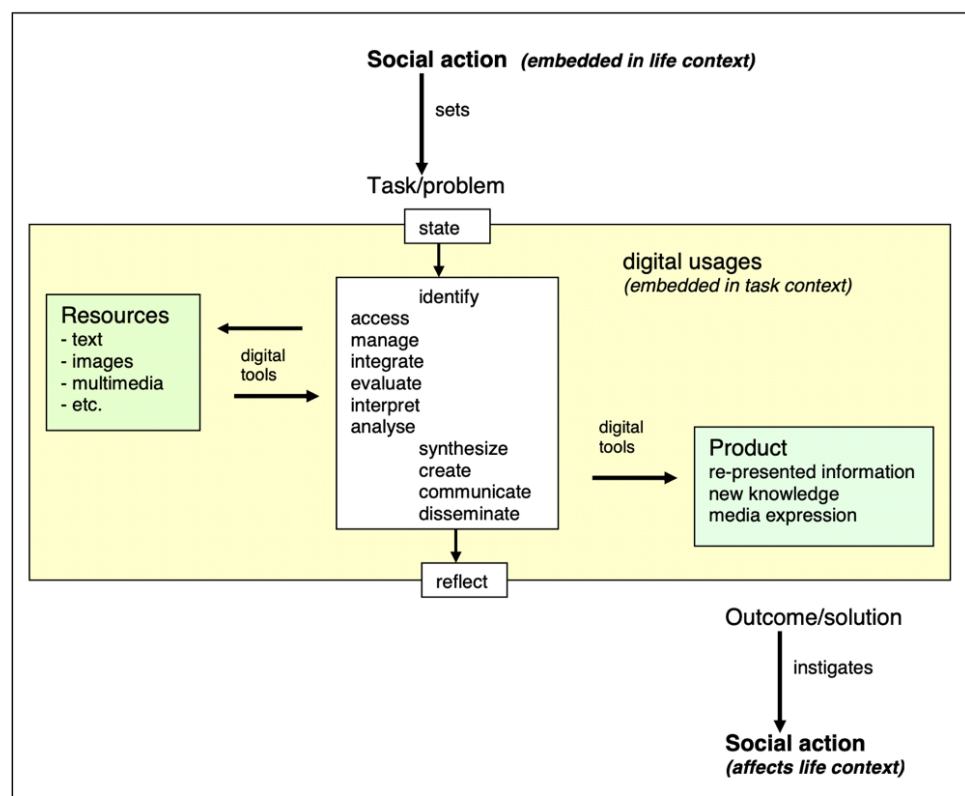 Social action (embedded in life context)
sets
Task/problem
state
digital usages
(embedded in task context)
identify
access
manage
integrate
evaluate
interpret
analyse
synthesize
create
communicate
disseminate
Resources
- text
- images
- multimedia
- etc.
digital
tools
digital
tools
Product
re-presented information
new knowledge
media expression
reflect
Outcome/solution
instigates
Social action
(affects life context)